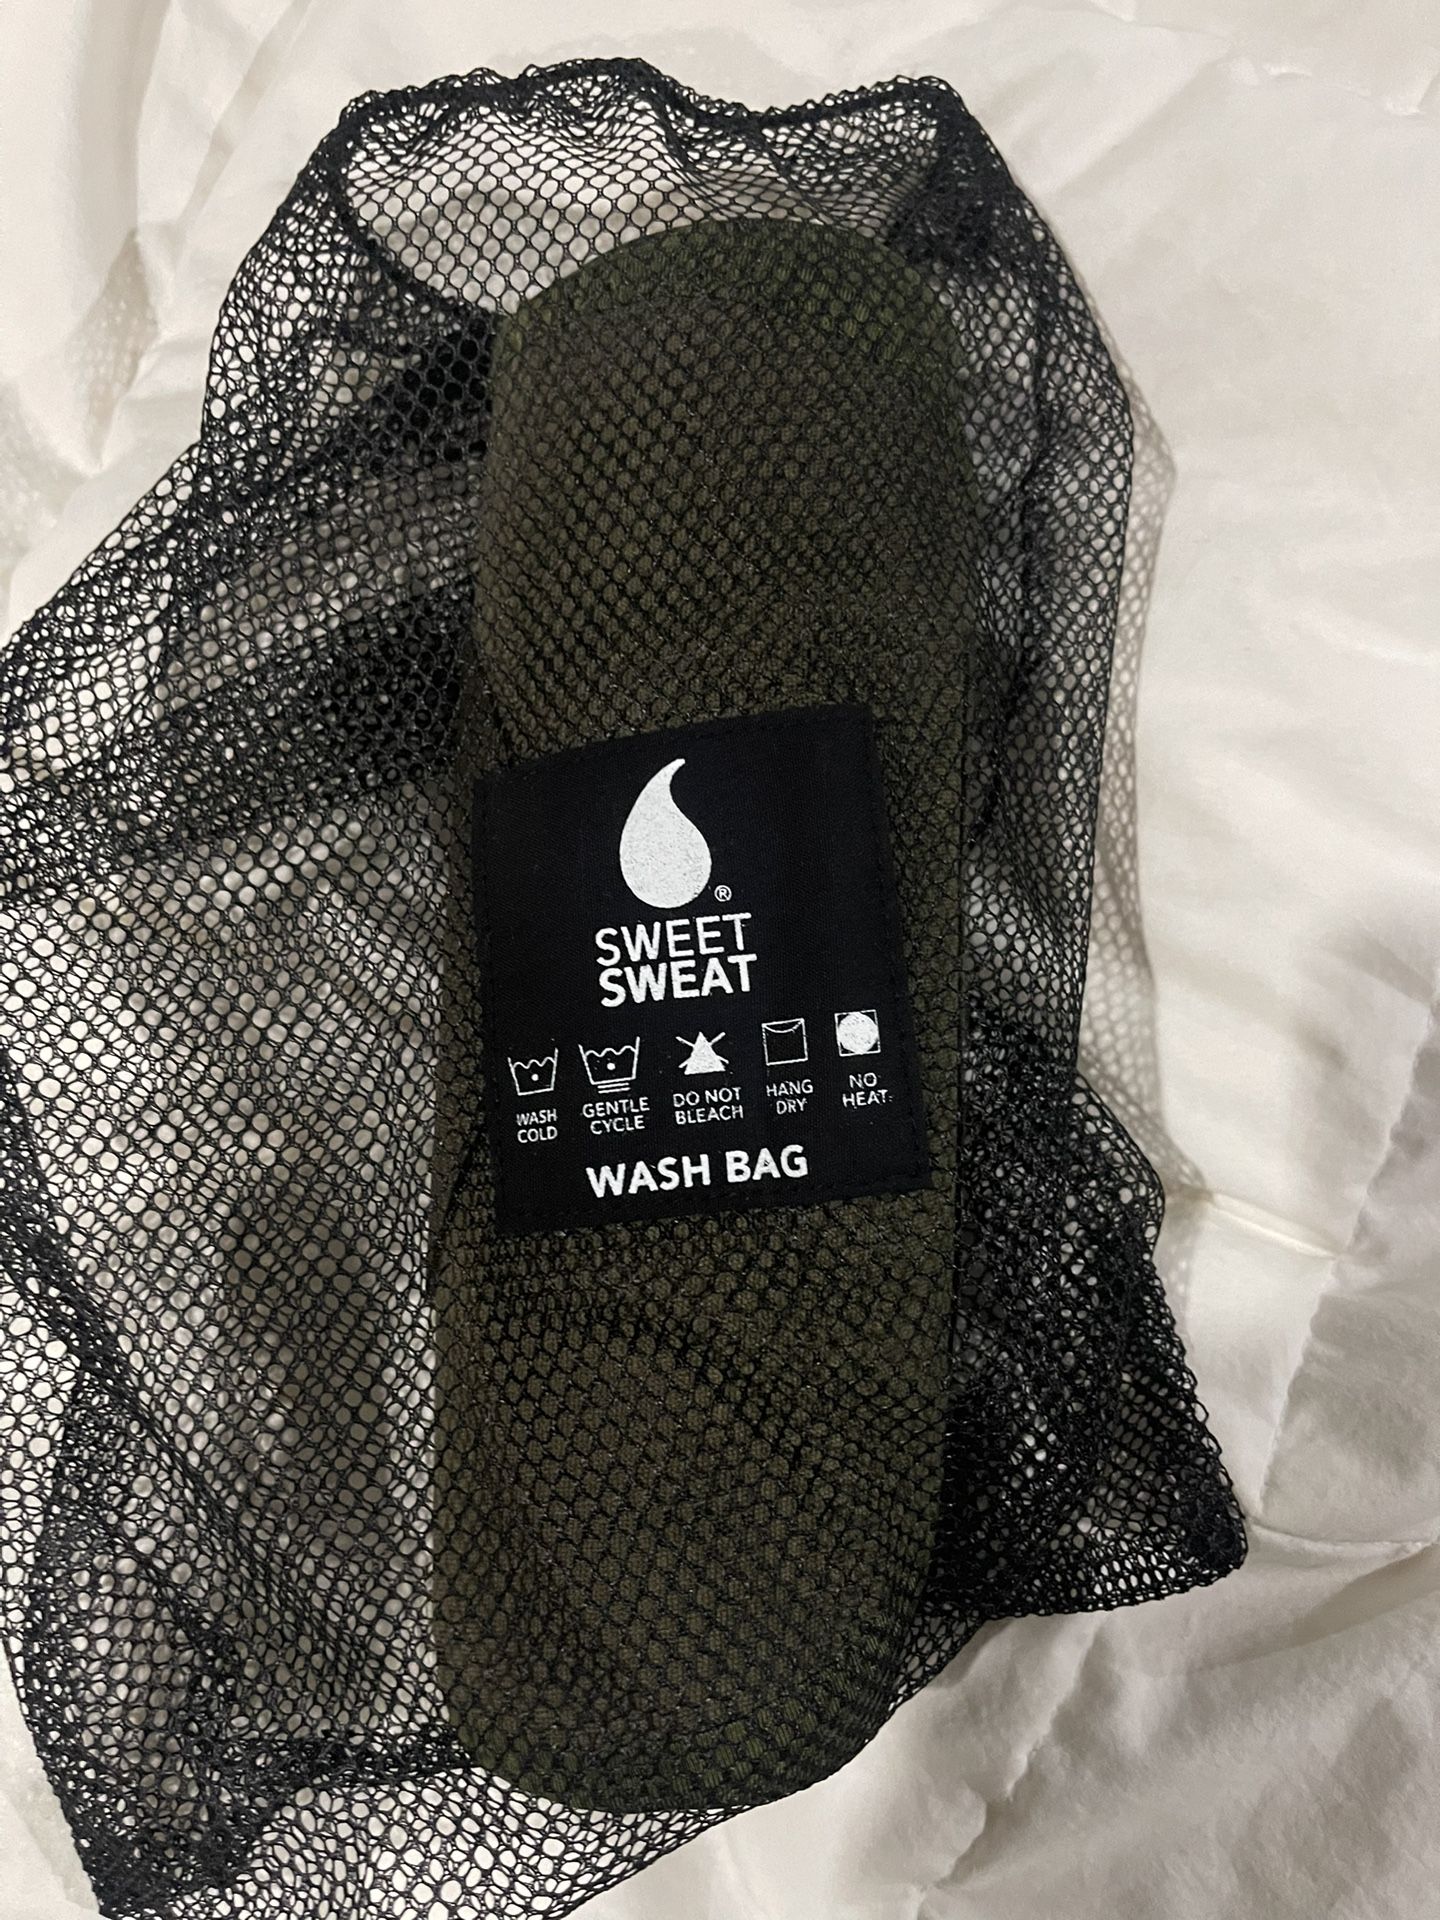 ®
SWEET
SWEAT
WASH
COLD
GENTLE
CYCLE
DO NOT
BLEACH
HANG
DRY
NO
HEAT
WASH BAG